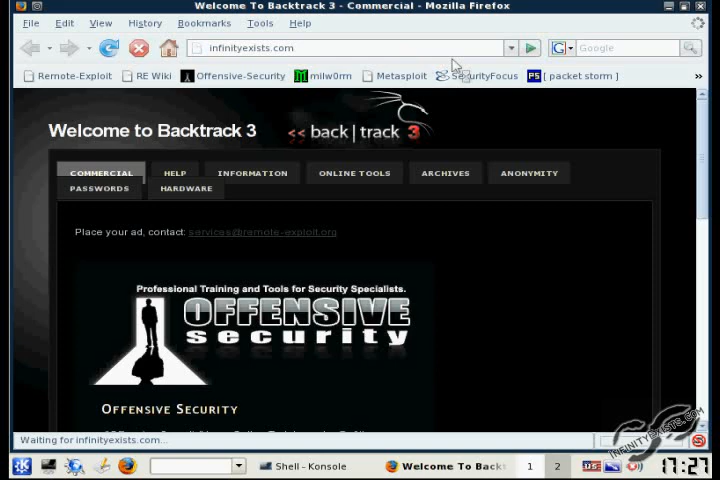 Welcome To Backtrack 3 - Commercial - Mozilla Firefox
File Edit View History Bookmarks Tools Help
infinityexists.com
G Google
Remote-Exploit RE Wiki Offensive-Security milw0rm Metasploit SecurityFocus PS [ packet storm ] »
Welcome to Backtrack 3
<< back | track 3
COMMERCIAL HELP INFORMATION ONLINE TOOLS ARCHIVES ANONYMITY
PASSWORDS HARDWARE
Place your ad, contact: services@remote-exploit.org
Professional Training and Tools for Security Specialists.
OFFENSIVE
security
OFFENSIVE SECURITY
Waiting for infinityexists.com...
INFINITYEXISTS.COM
Shell - Konsole
Welcome To Back
1 2
US
17:27